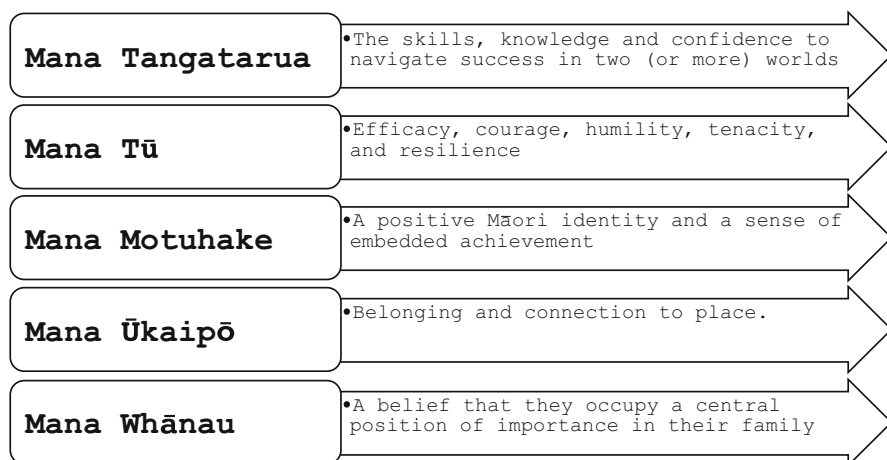 Mana Tangatarua
•The skills, knowledge and confidence to
navigate success in two (or more) worlds
Mana Tū
•Efficacy, courage, humility, tenacity,
and resilience
Mana Motuhake
•A positive Māori identity and a sense of
embedded achievement
Mana Ūkaipō
•Belonging and connection to place.
Mana Whānau
•A belief that they occupy a central
position of importance in their family